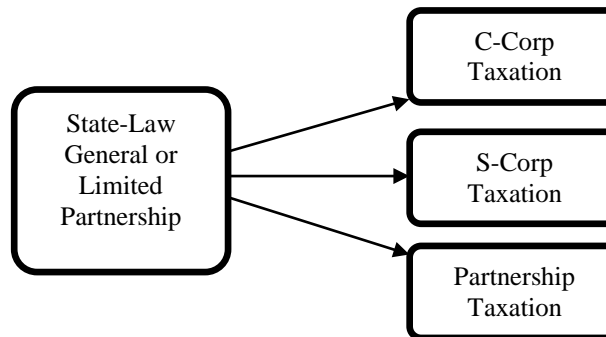 State-Law
General or
Limited
Partnership
C-Corp
Taxation
S-Corp
Taxation
Partnership
Taxation